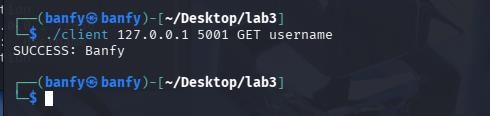 ┌──(banfy㉿banfy)-[~/Desktop/lab3]
└─$ ./client 127.0.0.1 5001 GET username
SUCCESS: Banfy
┌──(banfy㉿banfy)-[~/Desktop/lab3]
└─$